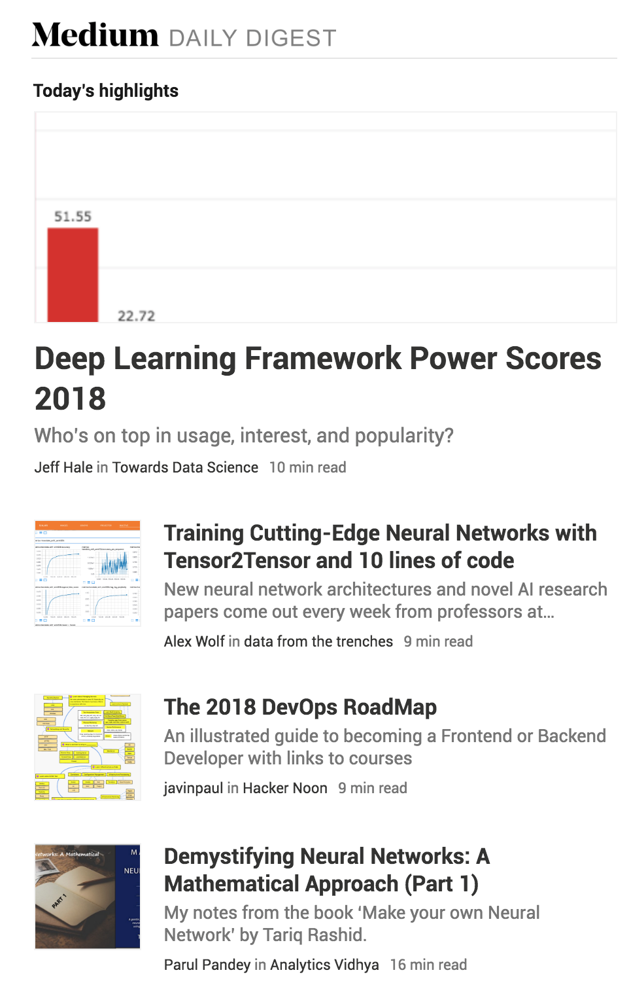 Medium DAILY DIGEST
Today's highlights
51.55
22.72
Deep Learning Framework Power Scores
2018
Who's on top in usage, interest, and popularity?
Jeff Hale in Towards Data Science 10 min read
Training Cutting-Edge Neural Networks with
Tensor2Tensor and 10 lines of code
New neural network architectures and novel AI research
papers come out every week from professors at...
Alex Wolf in data from the trenches 9 min read
The 2018 DevOps RoadMap
An illustrated guide to becoming a Frontend or Backend
Developer with links to courses
javinpaul in Hacker Noon 9 min read
Networks: A Mathematical
PART 1
Demystifying Neural Networks: A
Mathematical Approach (Part 1)
My notes from the book ‘Make your own Neural
Network’ by Tariq Rashid.
Parul Pandey in Analytics Vidhya 16 min read